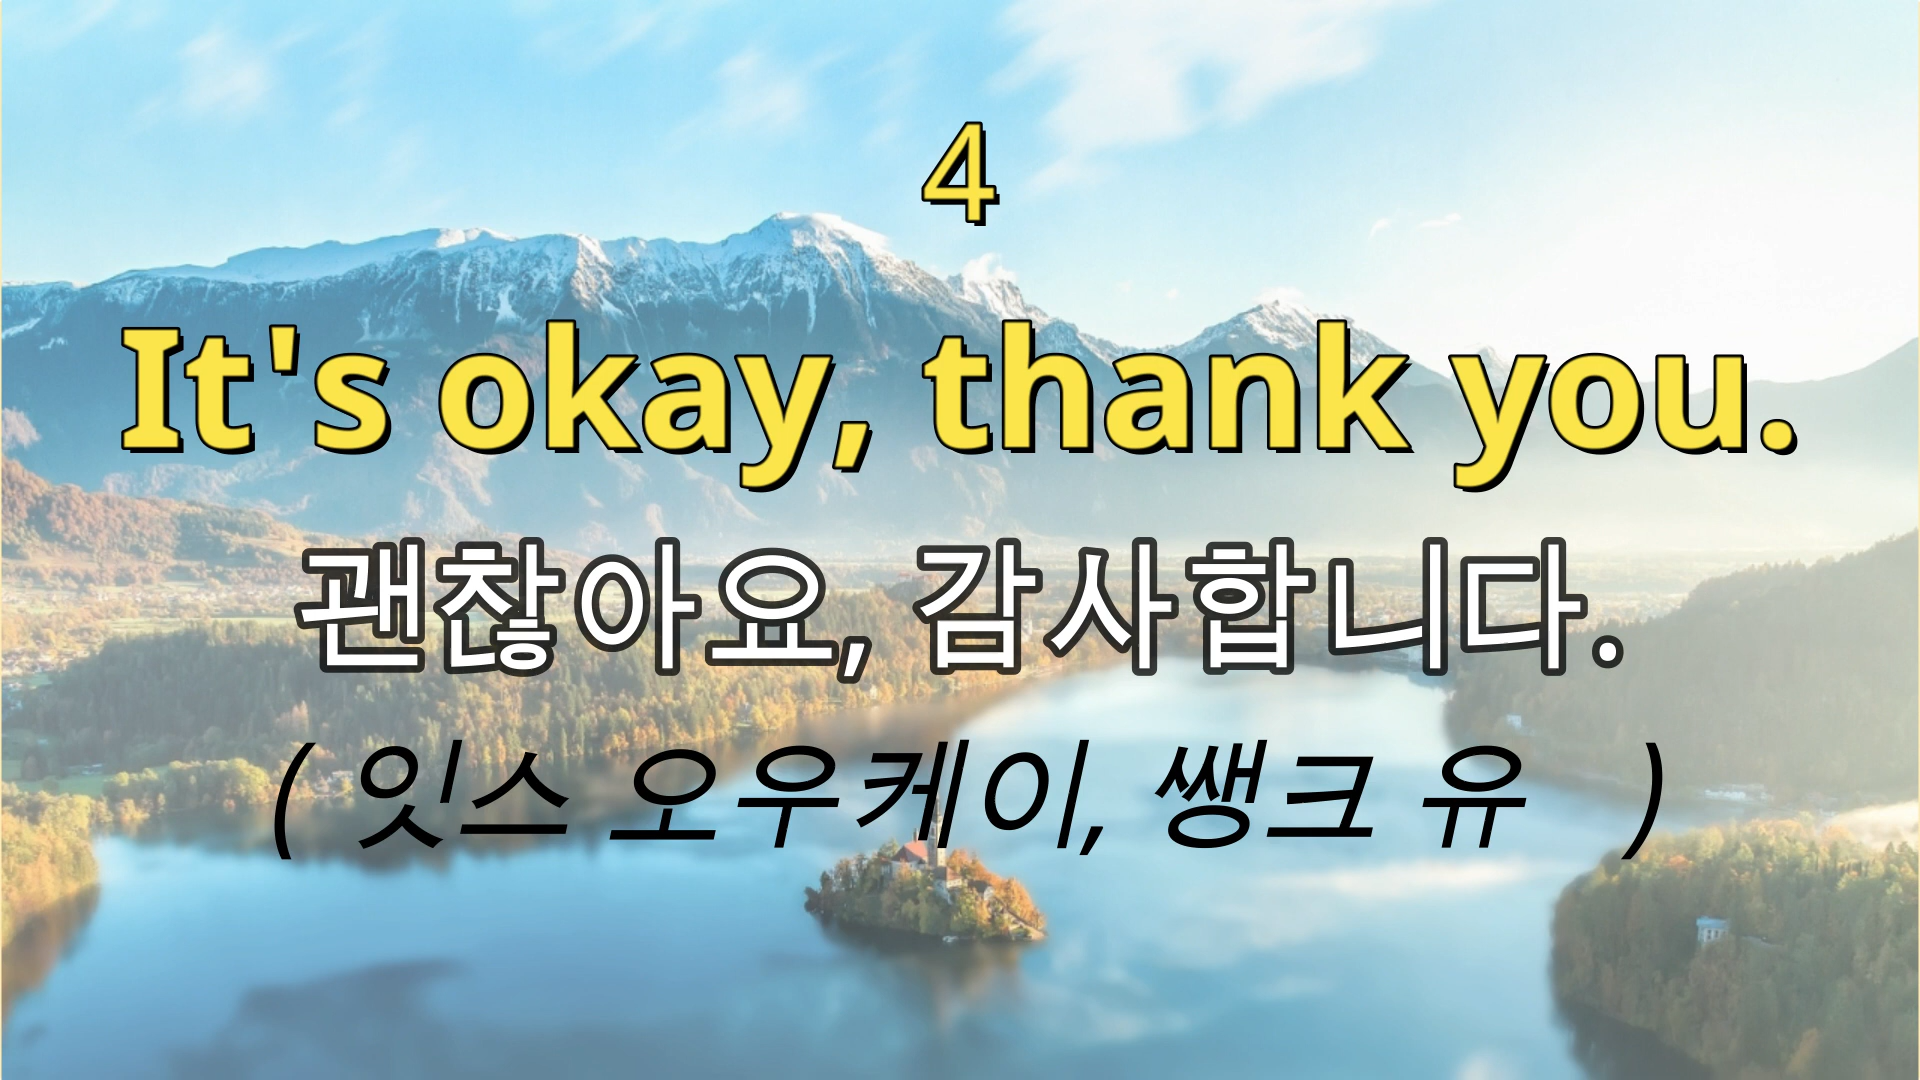 4
It's okay, thank you.
괜찮아요, 감사합니다.
( 잇스 오우케이, 쌩크 유 )